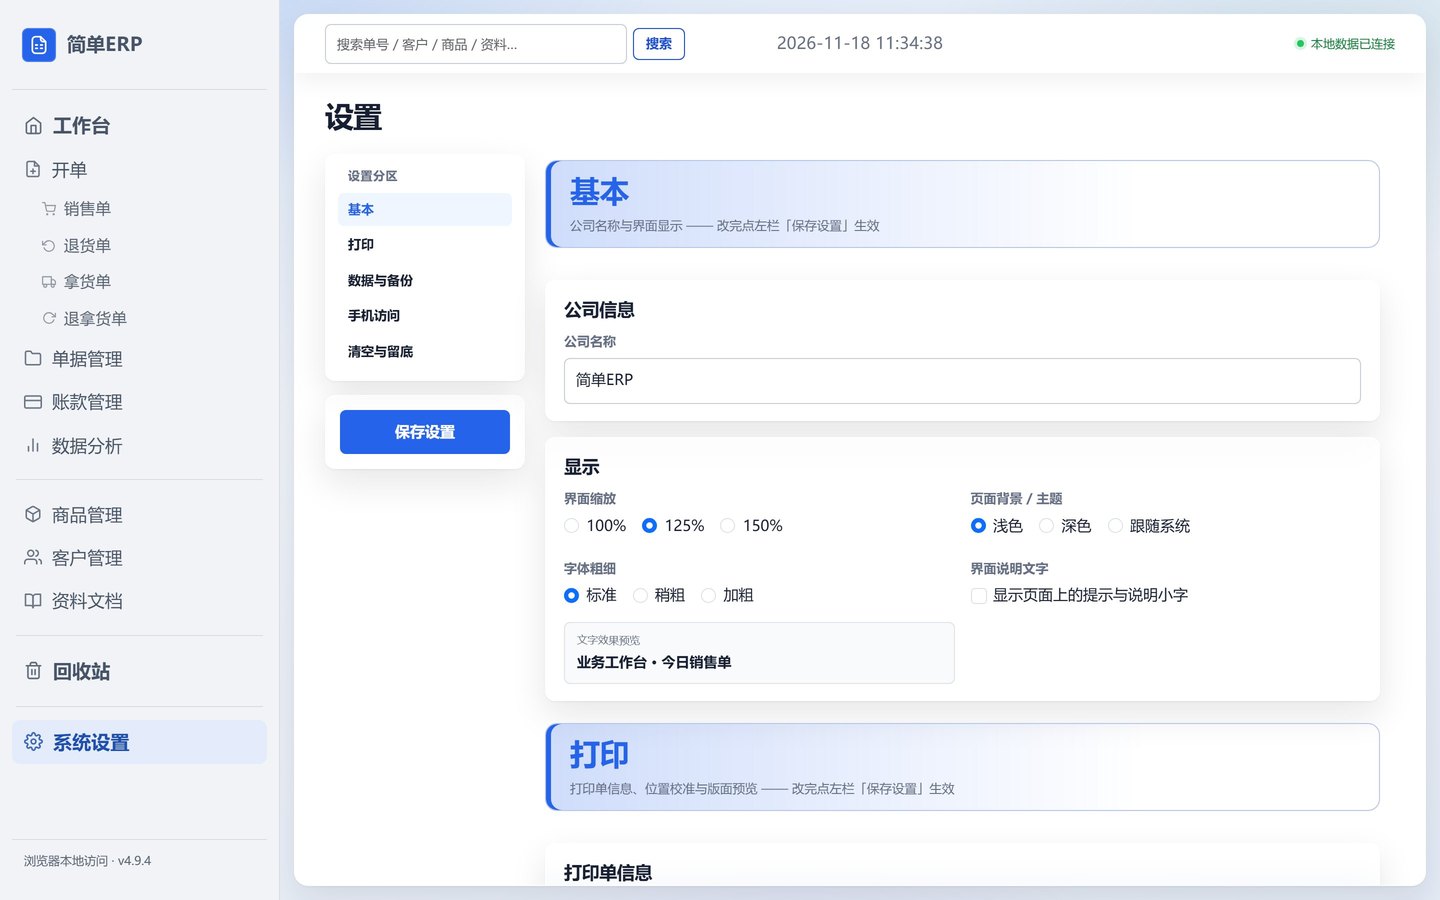 简单ERP
工作台
开单
销售单
退货单
拿货单
退拿货单
单据管理
账款管理
数据分析
商品管理
客户管理
资料文档
回收站
系统设置
浏览器本地访问 · v4.9.4
搜索单号 / 客户 / 商品 / 资料...
搜索
2026-11-18 11:34:38
本地数据已连接
设置
设置分区
基本
打印
数据与备份
手机访问
清空与留底
保存设置
基本
公司名称与界面显示 —— 改完点左栏「保存设置」生效
公司信息
公司名称
简单ERP
显示
界面缩放
100% 125% 150%
页面背景 / 主题
浅色 深色 跟随系统
字体粗细
标准 稍粗 加粗
界面说明文字
显示页面上的提示与说明小字
文字效果预览
业务工作台 • 今日销售单
打印
打印单信息、位置校准与版面预览 —— 改完点左栏「保存设置」生效
打印单信息